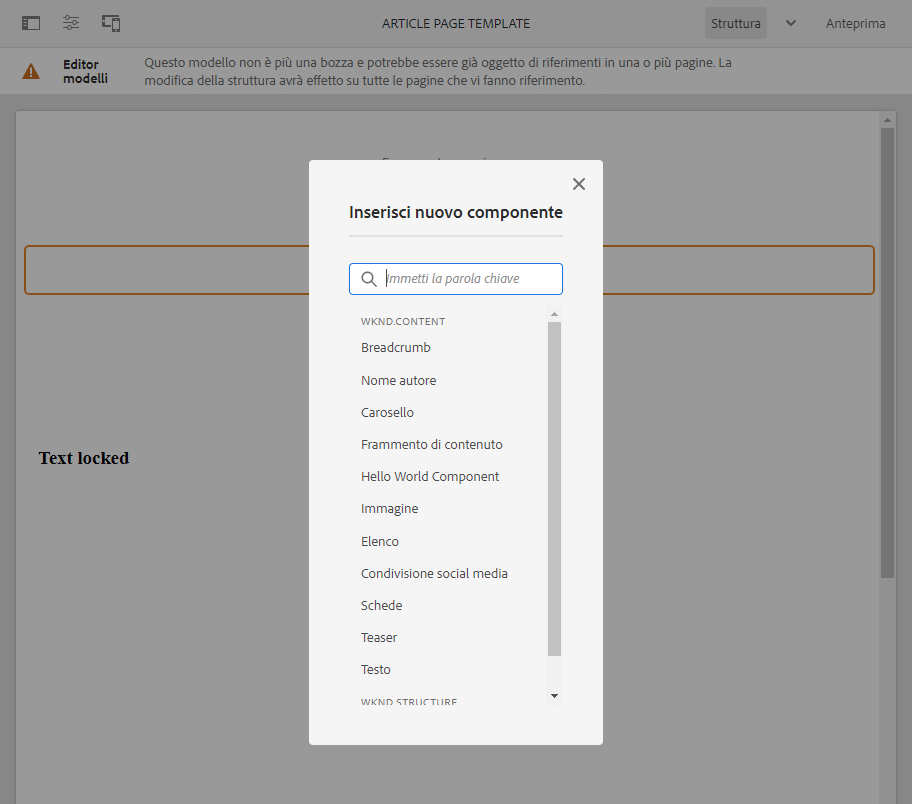 ARTICLE PAGE TEMPLATE
Struttura
Anteprima
Editor
modelli
Questo modello non è più una bozza e potrebbe essere già oggetto di riferimenti in una o più pagine. La
modifica della struttura avrà effetto su tutte le pagine che vi fanno riferimento.
Inserisci nuovo componente
Immetti la parola chiave
WKND.CONTENT
Breadcrumb
Nome autore
Carosello
Frammento di contenuto
Text locked
Hello World Component
Immagine
Elenco
Condivisione social media
Schede
Teaser
Testo
WKND.STRUCTURE